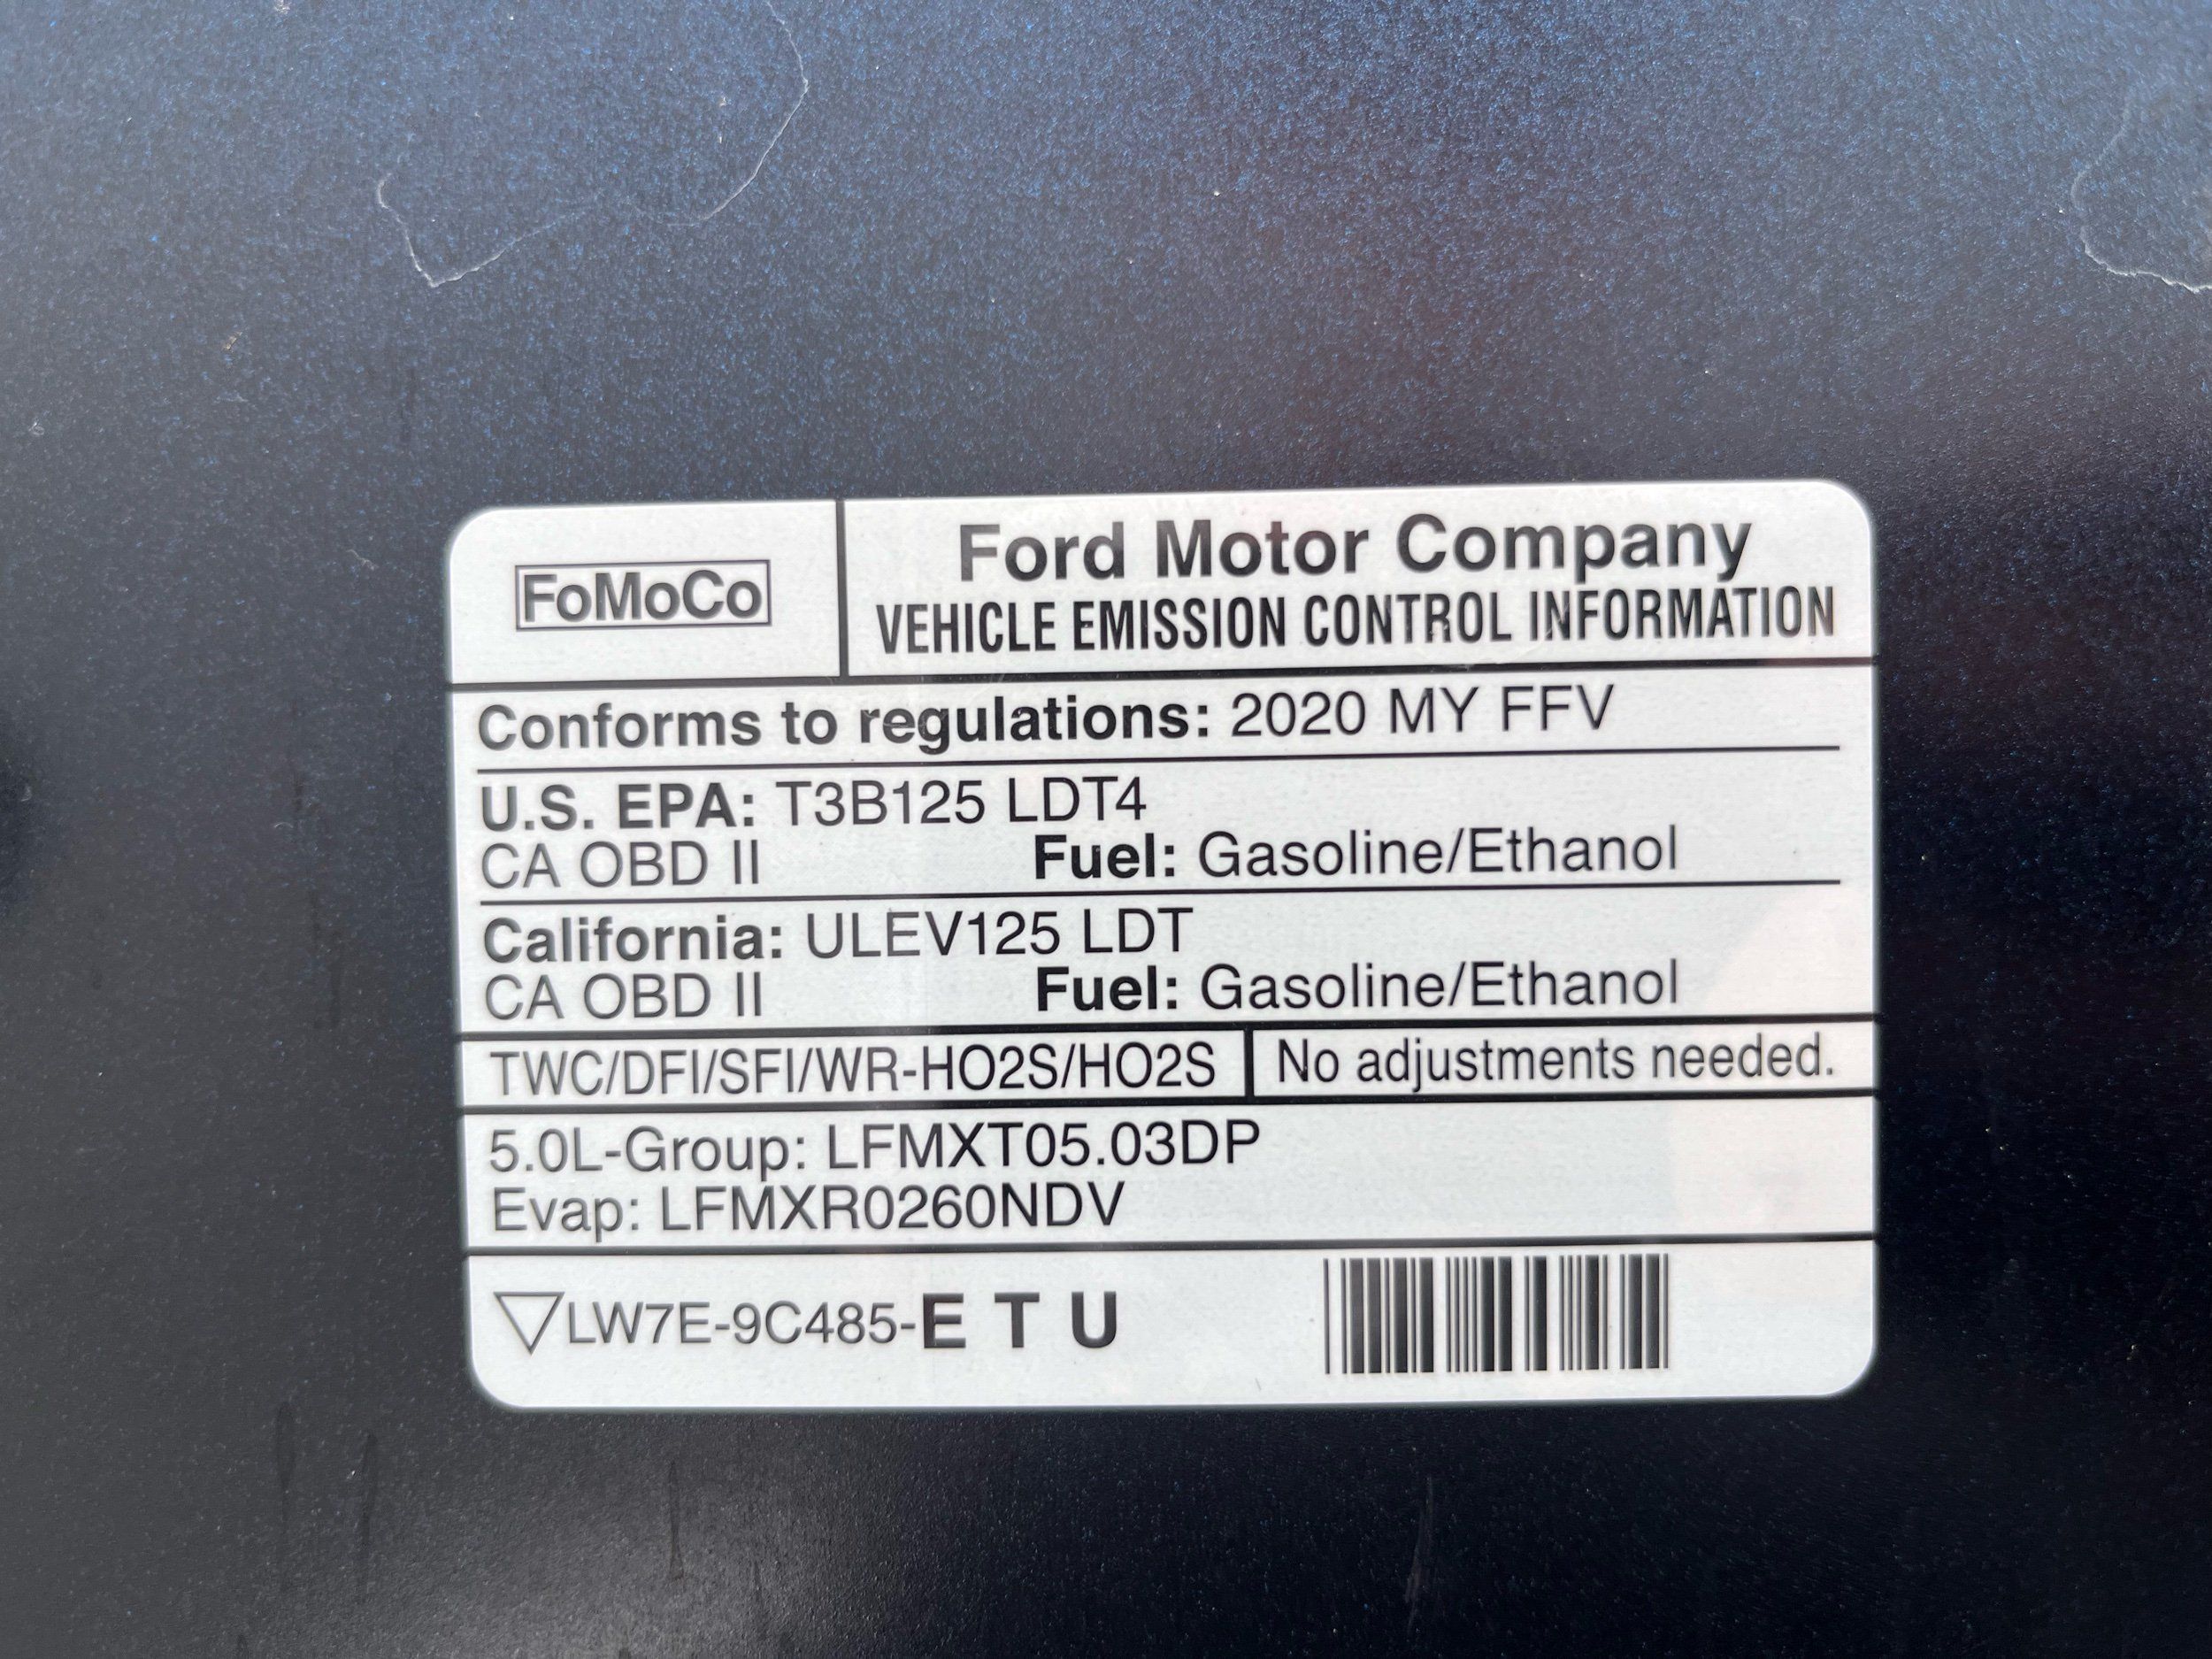 FoMoCo
Ford Motor Company
VEHICLE EMISSION CONTROL INFORMATION
Conforms to regulations: 2020 MY FFV
U.S. EPA: T3B125 LDT4
CA OBD II Fuel: Gasoline/Ethanol
California: ULEV125 LDT
CA OBD II Fuel: Gasoline/Ethanol
TWC/DFI/SFI/WR-HO2S/HO2S
No adjustments needed.
5.0L-Group: LFMXT05.03DP
Evap: LFMXR0260NDV
LW7E-9C485-E T U